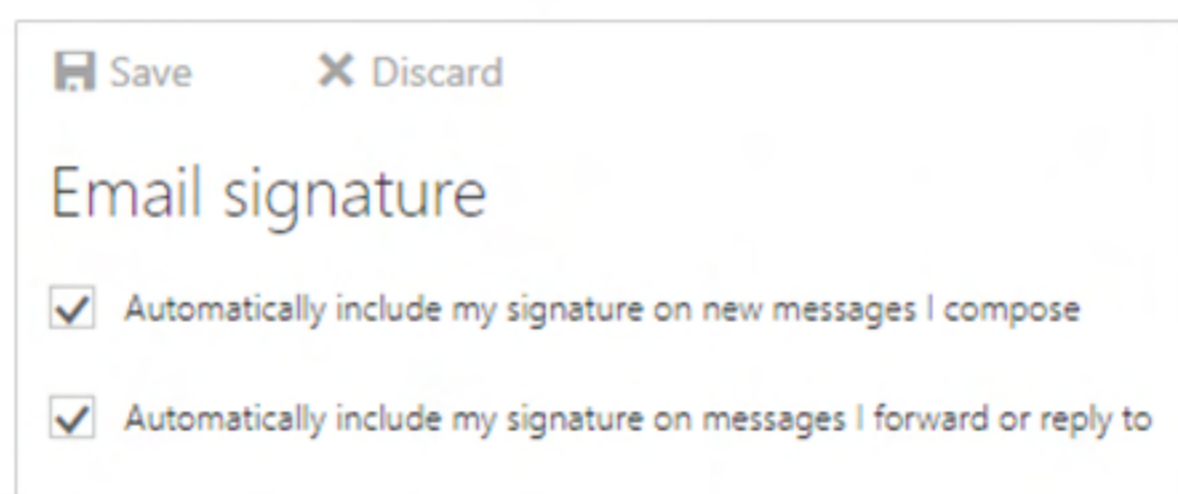 Save Discard
Email signature
Automatically include my signature on new messages I compose
Automatically include my signature on messages I forward or reply to